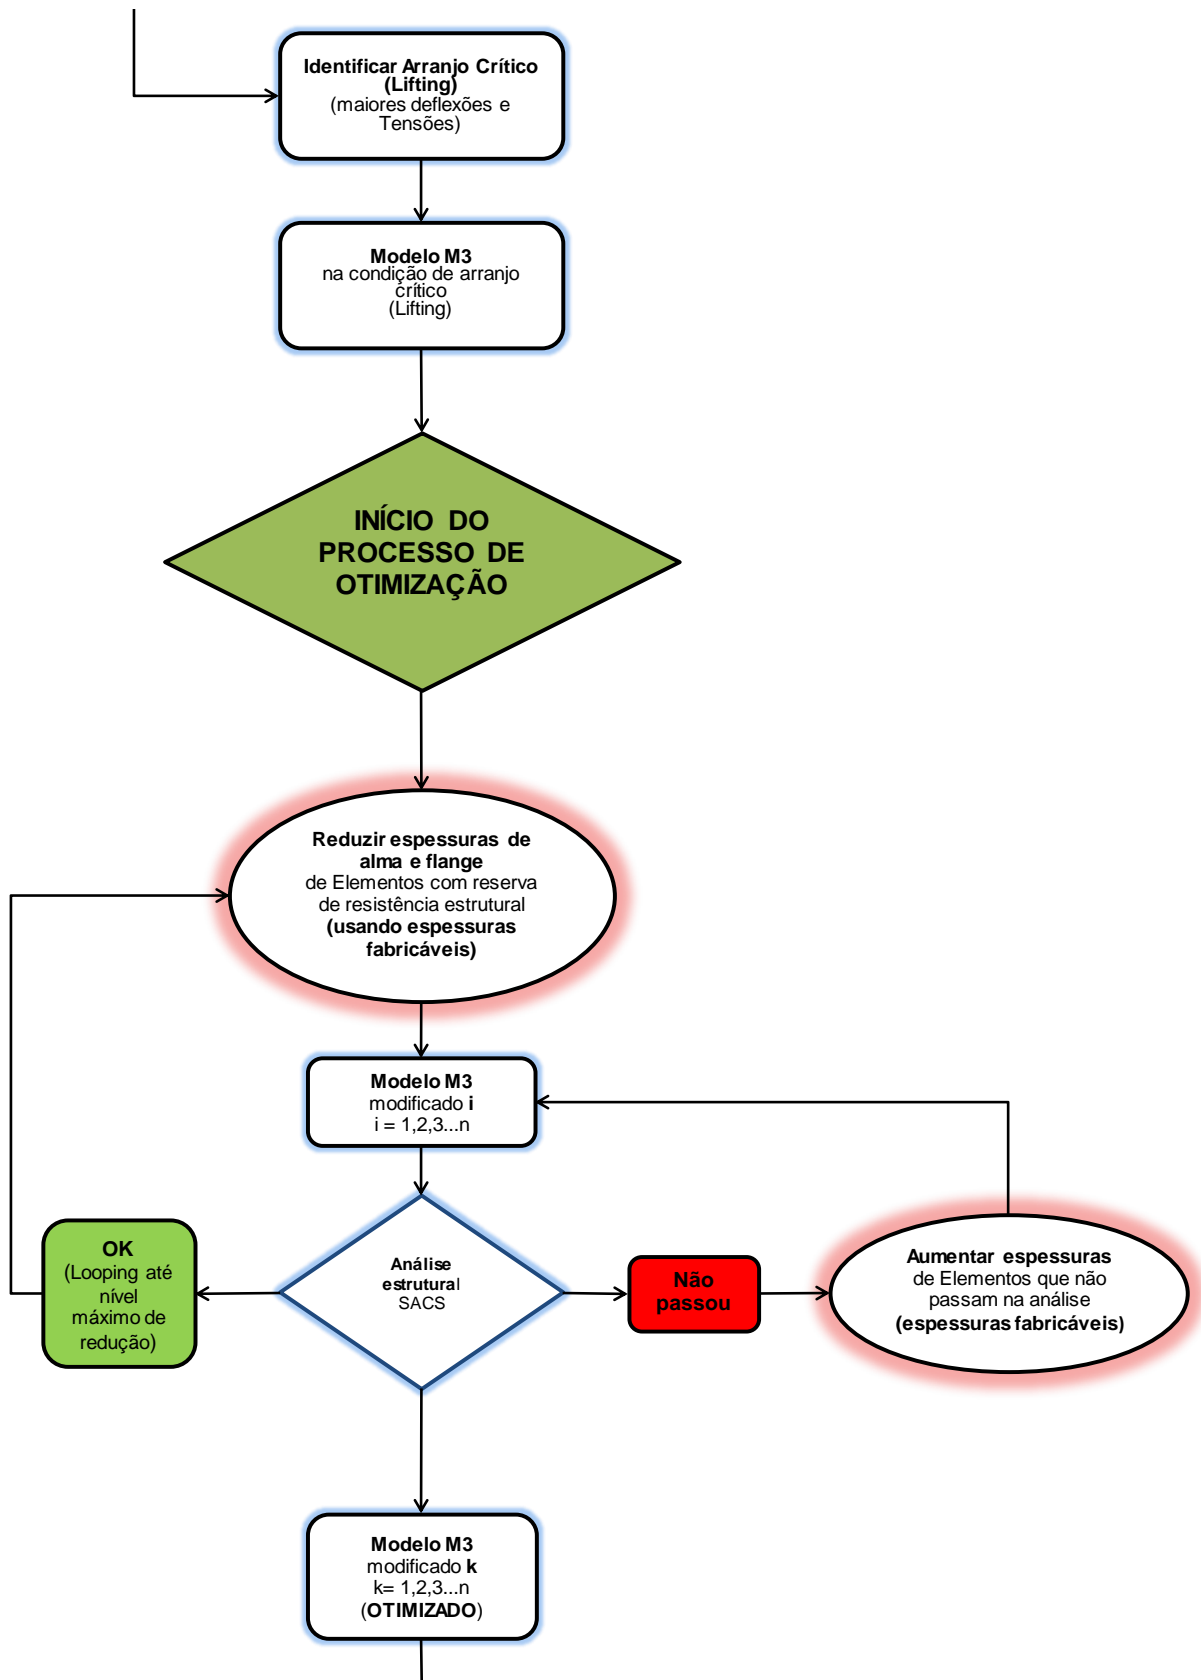 Identificar Arranjo Crítico
(Lifting)
(maiores deflexões e
Tensões)
Modelo M3
na condição de arranjo
crítico
(Lifting)
INÍCIO DO
PROCESSO DE
OTIMIZAÇÃO
Reduzir espessuras de
alma e flange
de Elementos com reserva
de resistência estrutural
(usando espessuras
fabricáveis)
Modelo M3
modificado i
i = 1,2,3...n
Análise
estrutural
SACS
OK
(Looping até
nível
máximo de
redução)
Não
passou
Aumentar espessuras
de Elementos que não
passam na análise
(espessuras fabricáveis)
Modelo M3
modificado k
k= 1,2,3...n
(OTIMIZADO)